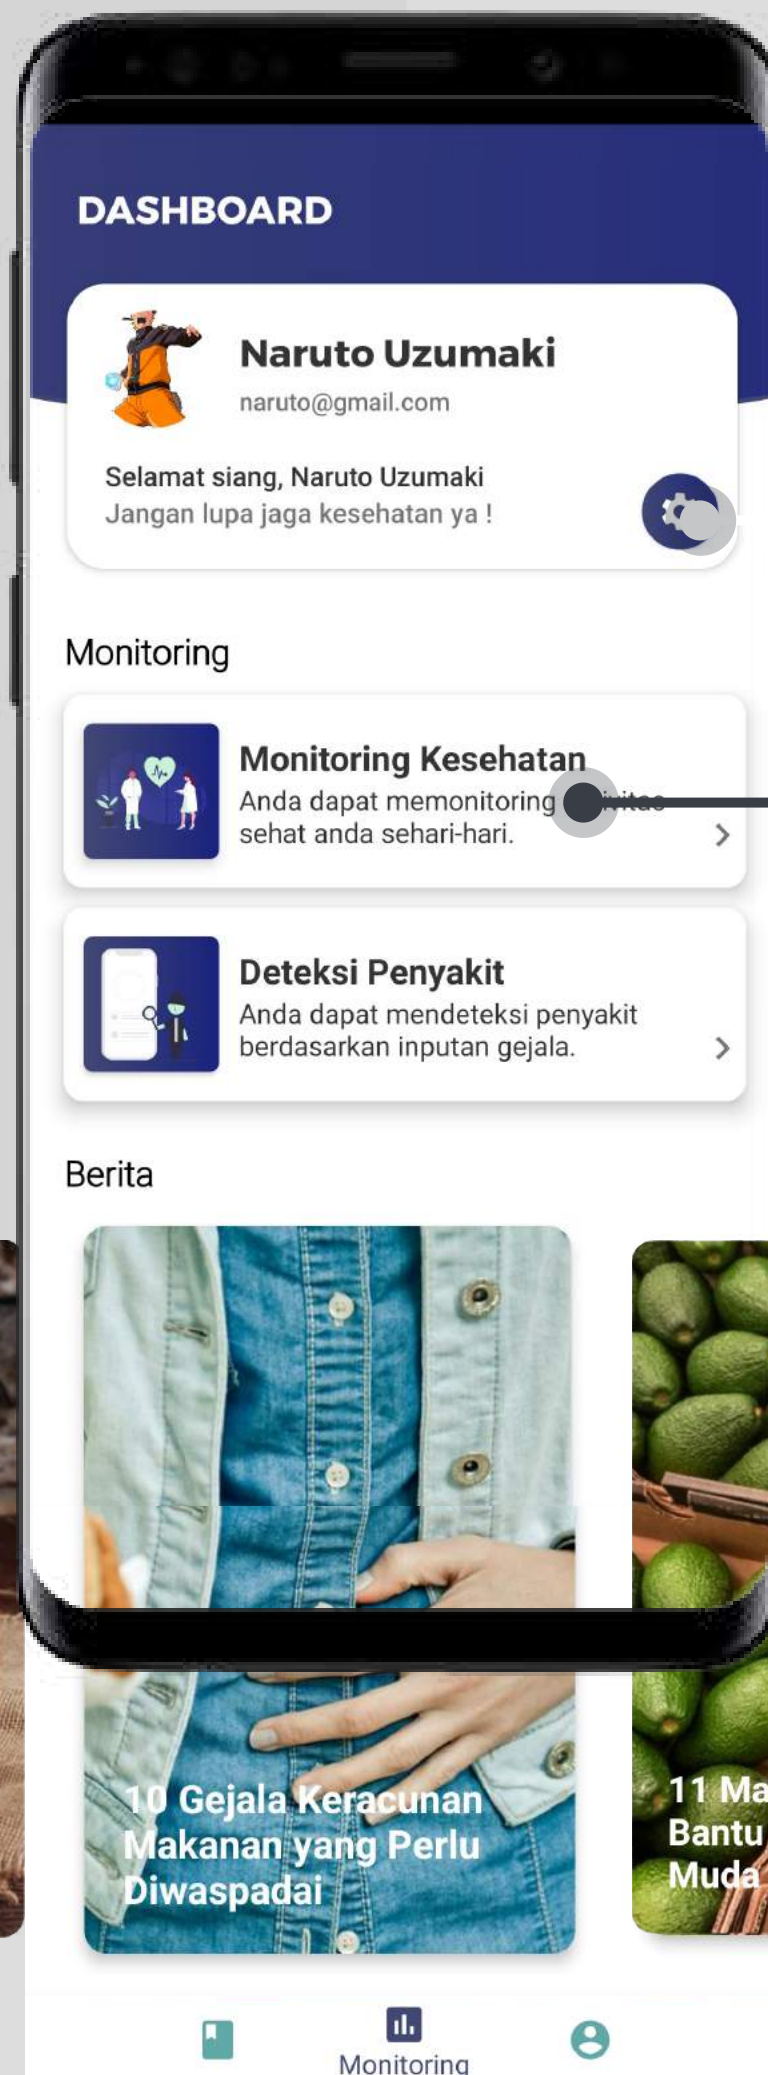 DASHBOARD
Naruto Uzumaki
naruto@gmail.com
Selamat siang, Naruto Uzumaki
Jangan lupa jaga kesehatan ya !
Monitoring
Monitoring Kesehatan
Anda dapat memonitoring
sehat anda sehari-hari.
Deteksi Penyakit
Anda dapat mendeteksi penyakit
berdasarkan inputan gejala.
Berita
10 Gejala Keracunan
Makanan yang Perlu
Diwaspadai
11 Ma
Bantu
Muda
Monitoring